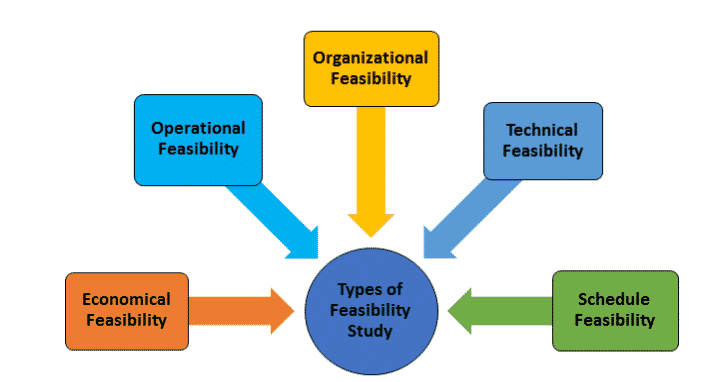 Organizational
Feasibility
Operational
Feasibility
Technical
Feasibility
Economical
Feasibility
Types of
Feasibility
Study
Schedule
Feasibility